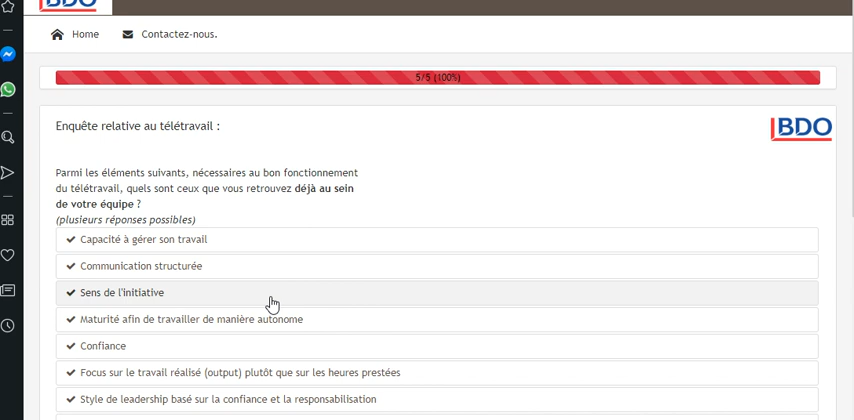 BDO
Home Contactez-nous.
5/5 (100%)
Enquête relative au télétravail :
BDO
Parmi les éléments suivants, nécessaires au bon fonctionnement
du télétravail, quels sont ceux que vous retrouvez déjà au sein
de votre équipe ?
(plusieurs réponses possibles)
Capacité à gérer son travail
Communication structurée
Sens de l'initiative
Maturité afin de travailler de manière autonome
Confiance
Focus sur le travail réalisé (output) plutôt que sur les heures prestées
Style de leadership basé sur la confiance et la responsabilisation